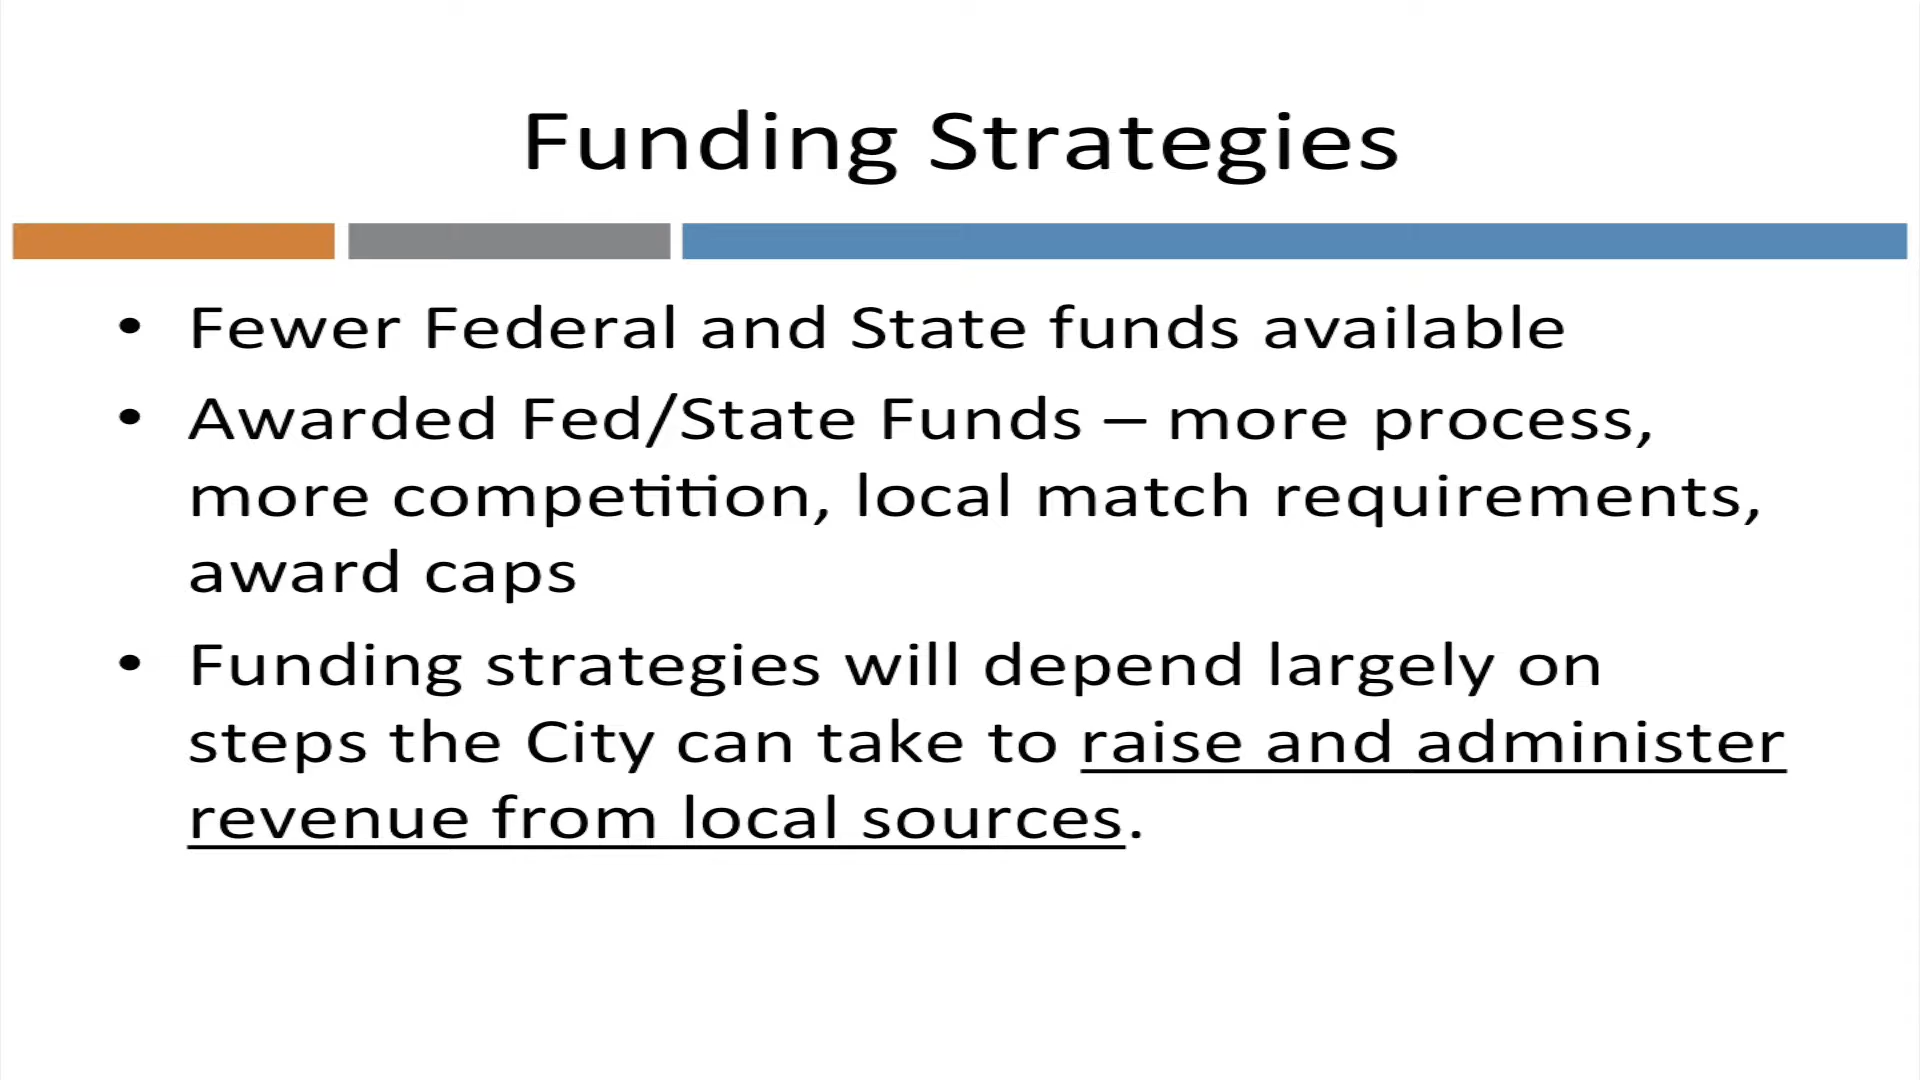 Funding Strategies
• Fewer Federal and State funds available
• Awarded Fed/State Funds – more process,
more competition, local match requirements,
award caps
• Funding strategies will depend largely on
steps the City can take to raise and administer
revenue from local sources.